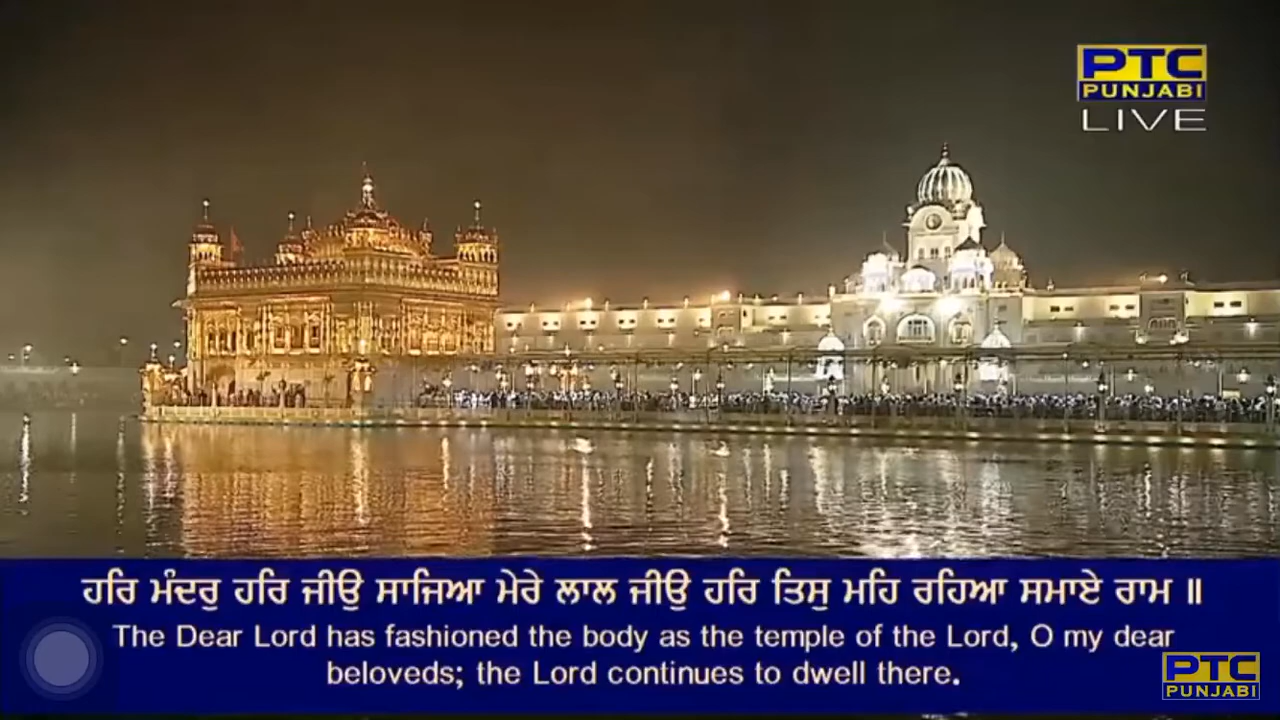 PTC
PUNJABI
LIVE
ਹਰਿ ਮੰਦਰੁ ਹਰਿ ਜੀਉ ਸਾਜਿਆ ਮੇਰੇ ਲਾਲ ਜੀਉ ਹਰਿ ਤਿਸੁ ਮਹਿ ਰਹਿਆ ਸਮਾਏ ਰਾਮ ॥
The Dear Lord has fashioned the body as the temple of the Lord, O my dear
beloveds; the Lord continues to dwell there.
PTC
PUNJABI